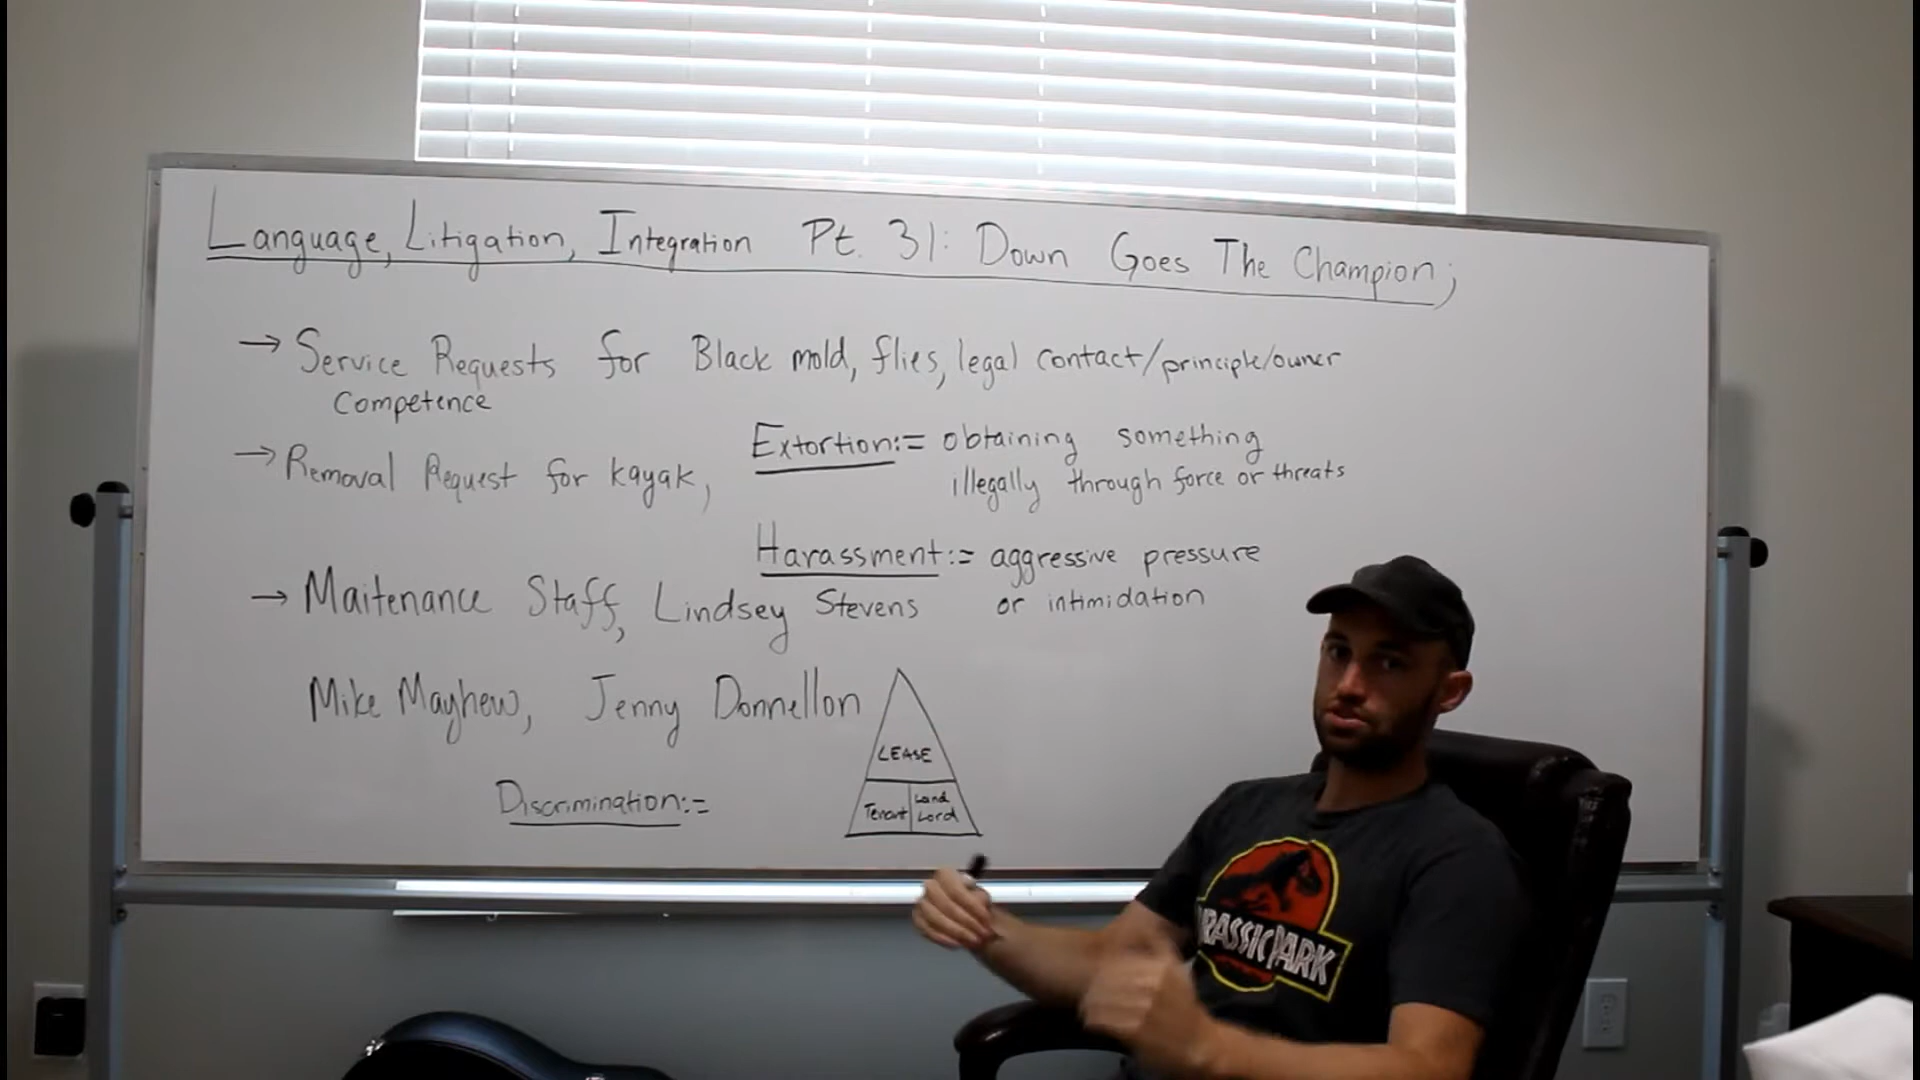 Language, Litigation, Integration Pt. 31: Down Goes The Champion;
→ Service Requests for Black mold, flies, legal contact/principle/owner
Competence
→ Removal Request for kayak,
Extortion:= obtaining something
illegally through force or threats
Harassment:= aggressive pressure
or intimidation
→ Maitenance Staff, Lindsey Stevens
Mike Mayhew, Jenny Donnellon
LEASE
Tenant
Land
Lord
Discrimination:=
JURASSIC PARK